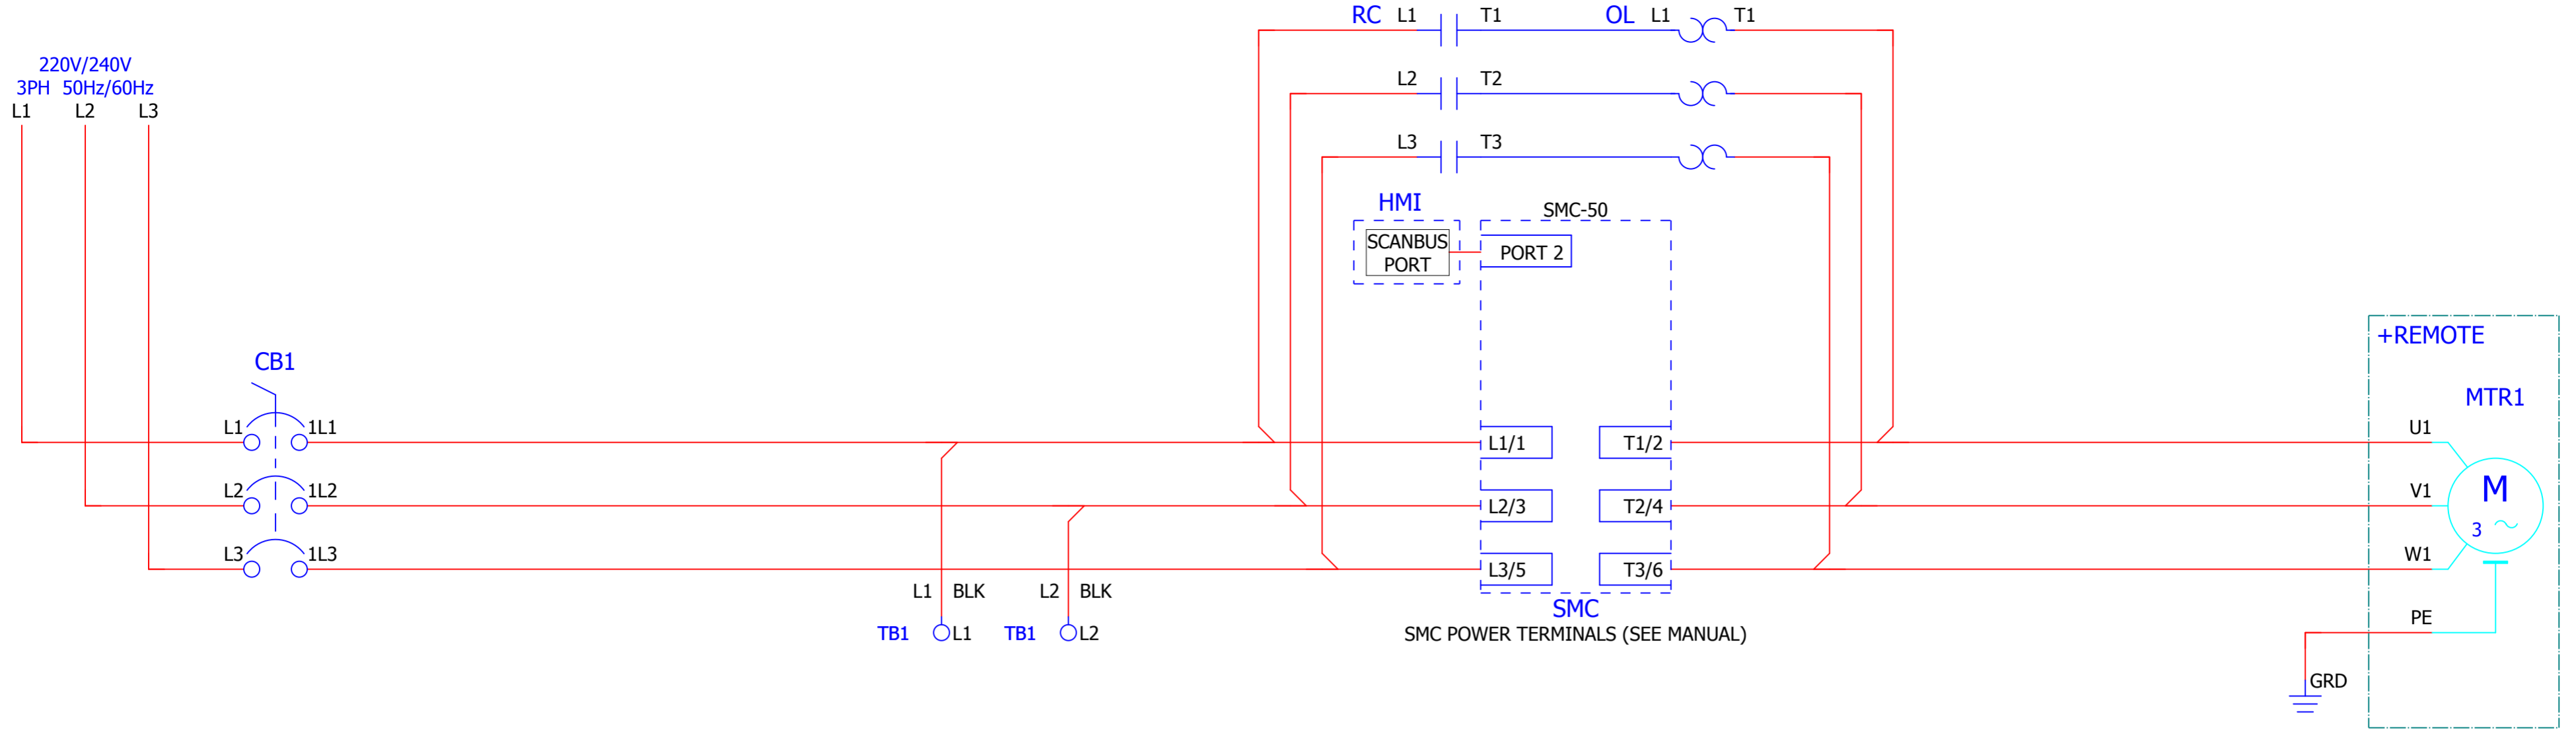 RC L1 T1 OL L1 T1
220V/240V
3PH 50Hz/60Hz
L1 L2 L3
L2 T2
L3 T3
HMI
SMC-50
SCANBUS
PORT
PORT 2
+REMOTE
CB1
MTR1
L1 1L1 L1/1 T1/2 U1
L2 1L2 L2/3 T2/4 V1
M
3
L3 1L3 L3/5 T3/6 W1
L1 BLK L2 BLK
SMC
TB1 L1 TB1 L2
SMC POWER TERMINALS (SEE MANUAL)
PE
GRD